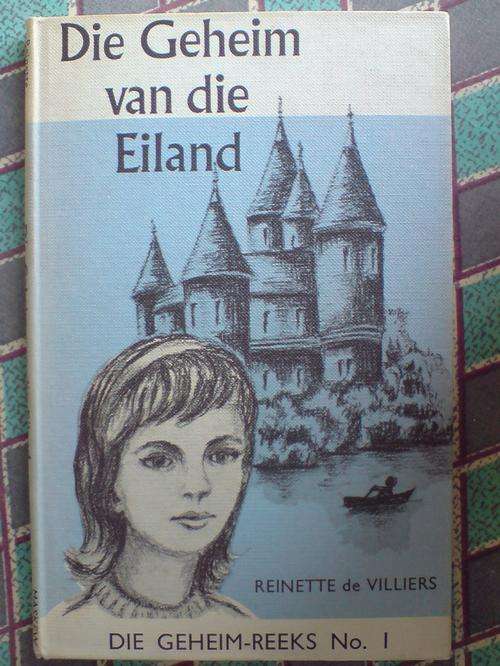 Die Geheim
van die
Eiland
REINETTE de VILLIERS
DIE GEHEIM-REEKS No. 1